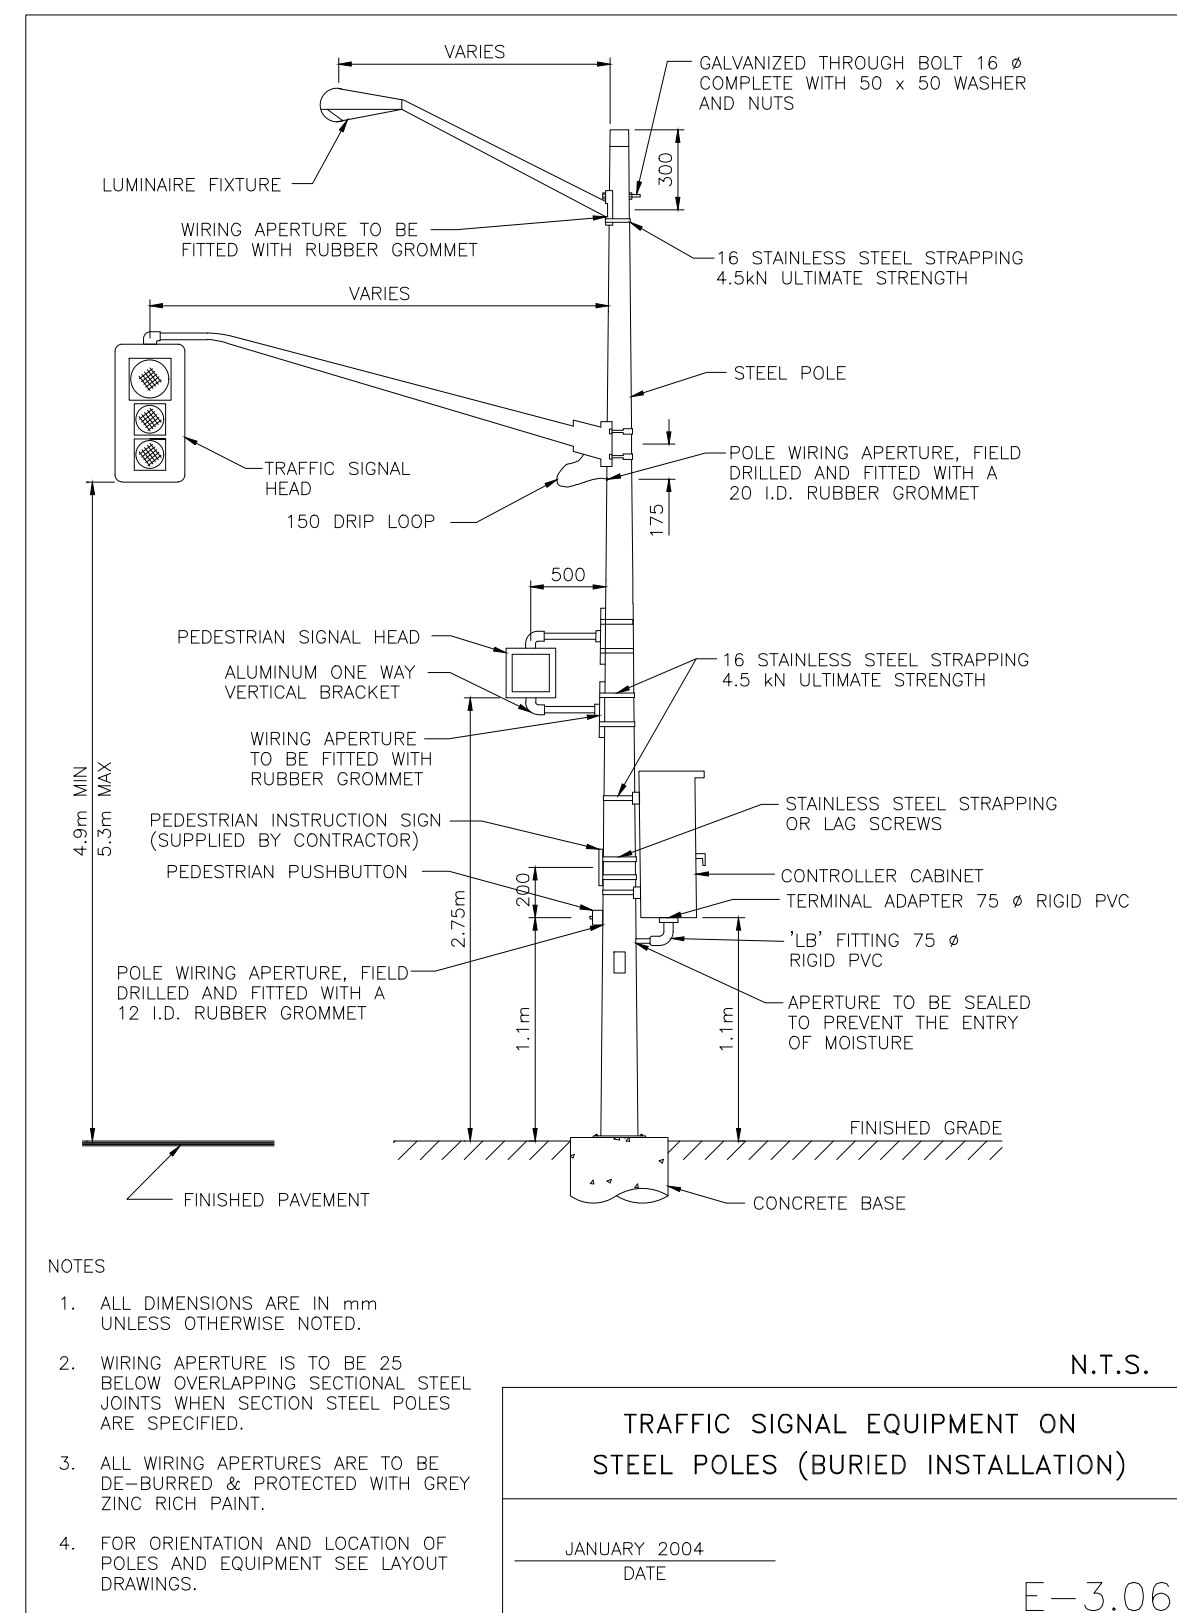 VARIES
GALVANIZED THROUGH BOLT 16 ø
COMPLETE WITH 50 x 50 WASHER
AND NUTS
300
LUMINAIRE FIXTURE
WIRING APERTURE TO BE
FITTED WITH RUBBER GROMMET
16 STAINLESS STEEL STRAPPING
4.5kN ULTIMATE STRENGTH
VARIES
STEEL POLE
TRAFFIC SIGNAL
HEAD
POLE WIRING APERTURE, FIELD
DRILLED AND FITTED WITH A
20 I.D. RUBBER GROMMET
150 DRIP LOOP
175
500
PEDESTRIAN SIGNAL HEAD
ALUMINUM ONE WAY
VERTICAL BRACKET
16 STAINLESS STEEL STRAPPING
4.5 kN ULTIMATE STRENGTH
WIRING APERTURE
TO BE FITTED WITH
RUBBER GROMMET
4.9m MIN
5.3m MAX
PEDESTRIAN INSTRUCTION SIGN
(SUPPLIED BY CONTRACTOR)
STAINLESS STEEL STRAPPING
OR LAG SCREWS
PEDESTRIAN PUSHBUTTON
200
2.75m
CONTROLLER CABINET
TERMINAL ADAPTER 75 ø RIGID PVC
'LB' FITTING 75 ø
RIGID PVC
POLE WIRING APERTURE, FIELD
DRILLED AND FITTED WITH A
12 I.D. RUBBER GROMMET
1.1m
1.1m
APERTURE TO BE SEALED
TO PREVENT THE ENTRY
OF MOISTURE
FINISHED GRADE
FINISHED PAVEMENT
CONCRETE BASE
NOTES
1. ALL DIMENSIONS ARE IN mm
UNLESS OTHERWISE NOTED.
2. WIRING APERTURE IS TO BE 25
BELOW OVERLAPPING SECTIONAL STEEL
JOINTS WHEN SECTION STEEL POLES
ARE SPECIFIED.
3. ALL WIRING APERTURES ARE TO BE
DE-BURRED & PROTECTED WITH GREY
ZINC RICH PAINT.
4. FOR ORIENTATION AND LOCATION OF
POLES AND EQUIPMENT SEE LAYOUT
DRAWINGS.
N.T.S.
TRAFFIC SIGNAL EQUIPMENT ON
STEEL POLES (BURIED INSTALLATION)
JANUARY 2004
DATE
E-3.06